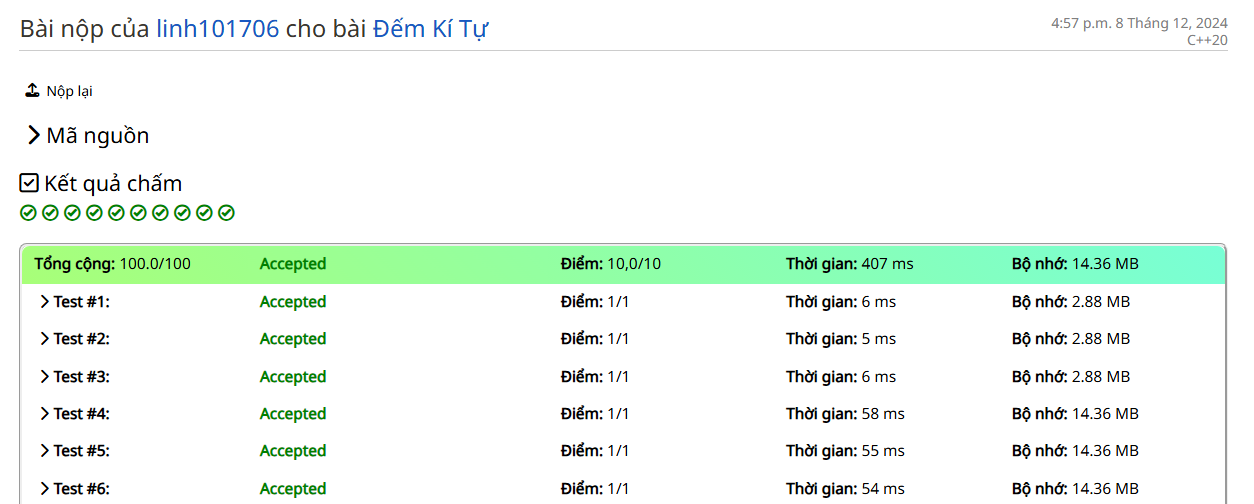 Bài nộp của linh101706 cho bài Đếm Kí Tự
4:57 p.m. 8 Tháng 12, 2024
C++20
Nộp lại
Mã nguồn
Kết quả chấm
Tổng cộng: 100.0/100 Accepted Điểm: 10,0/10 Thời gian: 407 ms Bộ nhớ: 14.36 MB
Test #1: Accepted Điểm: 1/1 Thời gian: 6 ms Bộ nhớ: 2.88 MB
Test #2: Accepted Điểm: 1/1 Thời gian: 5 ms Bộ nhớ: 2.88 MB
Test #3: Accepted Điểm: 1/1 Thời gian: 6 ms Bộ nhớ: 2.88 MB
Test #4: Accepted Điểm: 1/1 Thời gian: 58 ms Bộ nhớ: 14.36 MB
Test #5: Accepted Điểm: 1/1 Thời gian: 55 ms Bộ nhớ: 14.36 MB
Test #6: Accepted Điểm: 1/1 Thời gian: 54 ms Bộ nhớ: 14.36 MB